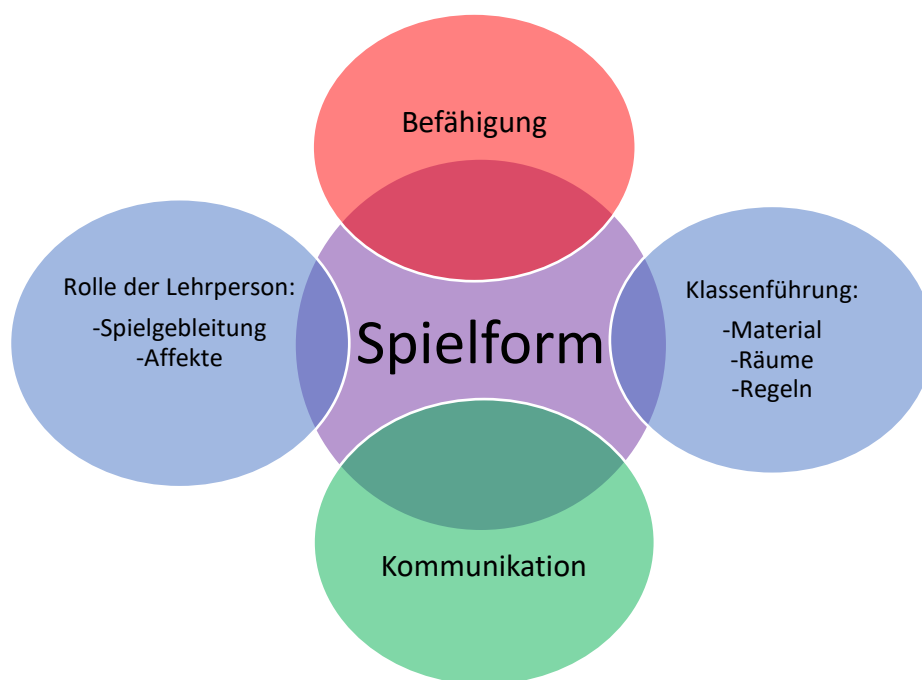 Befähigung
Rolle der Lehrperson:
-Spielgebleitung
-Affekte
Spielform
Klassenführung:
-Material
-Räume
-Regeln
Kommunikation